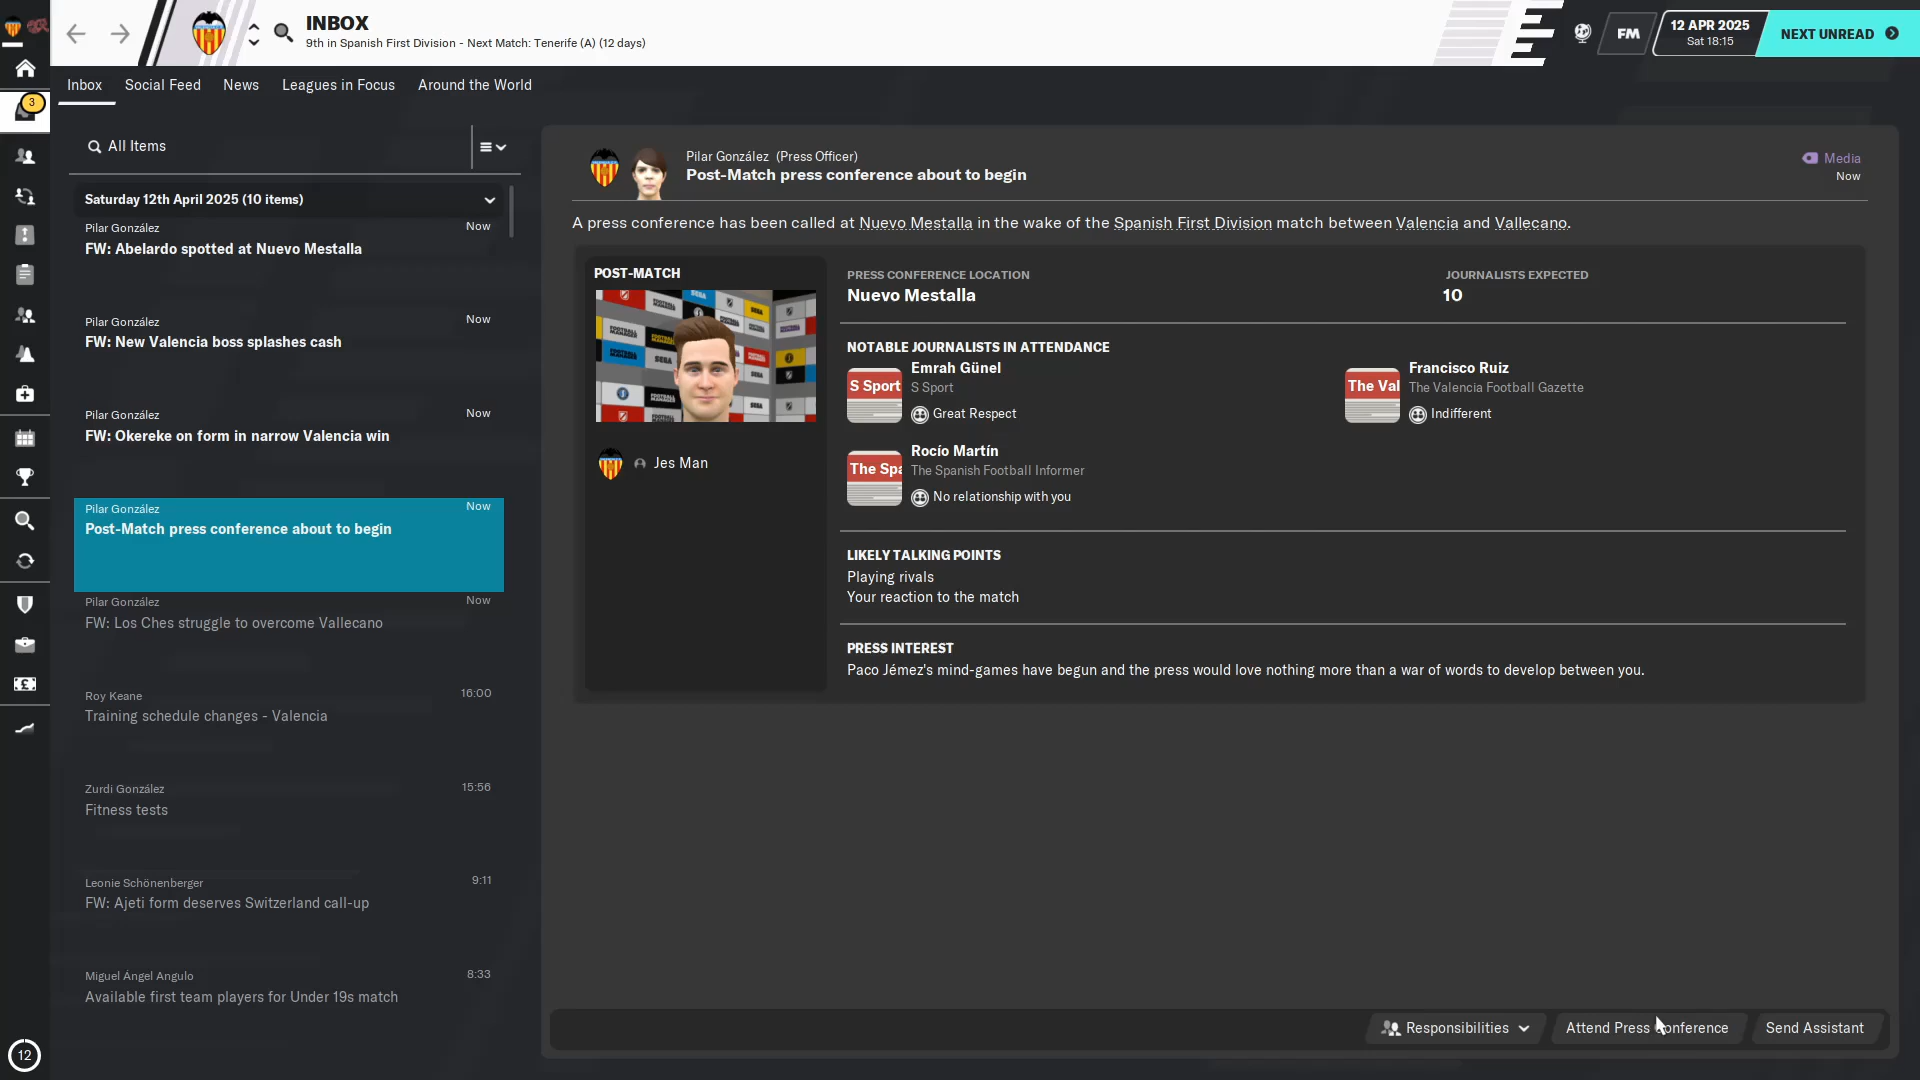 INBOX
9th in Spanish First Division - Next Match: Tenerife (A) (12 days)
FM
12 APR 2025
Sat 18:15
NEXT UNREAD
3
Inbox
Social Feed
News
Leagues in Focus
Around the World
All Items
Saturday 12th April 2025 (10 items)
Pilar González
Now
FW: Abelardo spotted at Nuevo Mestalla
Pilar González
Now
FW: New Valencia boss splashes cash
Pilar González
Now
FW: Okereke on form in narrow Valencia win
Pilar González
Now
Post-Match press conference about to begin
Pilar González
Now
FW: Los Ches struggle to overcome Vallecano
Roy Keane
16:00
Training schedule changes - Valencia
Zurdi González
15:56
Fitness tests
Leonie Schönenberger
9:11
FW: Ajeti form deserves Switzerland call-up
Miguel Ángel Angulo
8:33
Available first team players for Under 19s match
12
Pilar González (Press Officer)
Post-Match press conference about to begin
Media
Now
A press conference has been called at Nuevo Mestalla in the wake of the Spanish First Division match between Valencia and Vallecano.
POST-MATCH
Jes Man
PRESS CONFERENCE LOCATION
Nuevo Mestalla
JOURNALISTS EXPECTED
10
NOTABLE JOURNALISTS IN ATTENDANCE
S Sport
Emrah Günel
S Sport
Great Respect
The Val
Francisco Ruiz
The Valencia Football Gazette
Indifferent
The Spa
Rocío Martín
The Spanish Football Informer
No relationship with you
LIKELY TALKING POINTS
Playing rivals
Your reaction to the match
PRESS INTEREST
Paco Jémez's mind-games have begun and the press would love nothing more than a war of words to develop between you.
Responsibilities
Attend Press Conference
Send Assistant